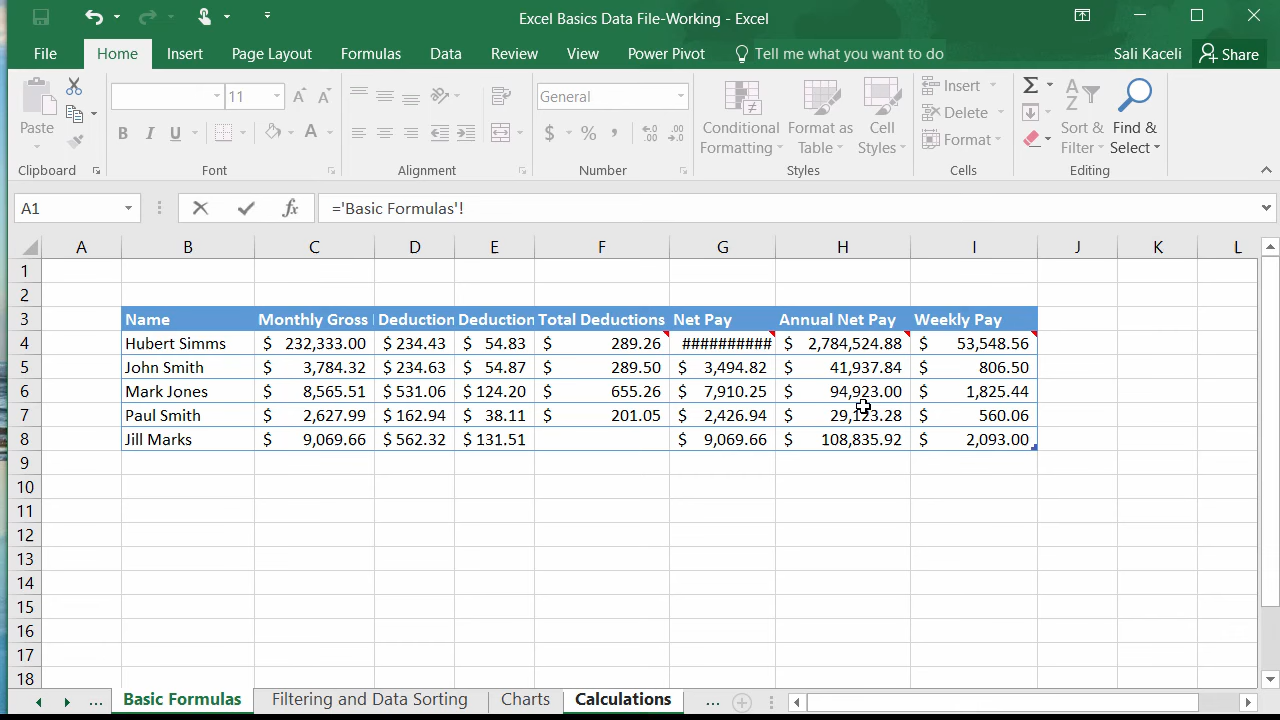 Excel Basics Data File-Working - Excel
File Home Insert Page Layout Formulas Data Review View Power Pivot Tell me what you want to do Sali Kaceli Share
11 General Insert Σ
Paste B I U $ % , Conditional Format as Cell Delete Sort & Find &
Formatting Table Styles Format Filter Select
Clipboard Font Alignment Number Styles Cells Editing
A1 fx ='Basic Formulas'!
A B C D E F G H I J K L
1
2
3 Name Monthly Gross Deduction Deduction Total Deductions Net Pay Annual Net Pay Weekly Pay
4 Hubert Simms $ 232,333.00 $ 234.43 $ 54.83 $ 289.26 ########## $ 2,784,524.88 $ 53,548.56
5 John Smith $ 3,784.32 $ 234.63 $ 54.87 $ 289.50 $ 3,494.82 $ 41,937.84 $ 806.50
6 Mark Jones $ 8,565.51 $ 531.06 $ 124.20 $ 655.26 $ 7,910.25 $ 94,923.00 $ 1,825.44
7 Paul Smith $ 2,627.99 $ 162.94 $ 38.11 $ 201.05 $ 2,426.94 $ 29,123.28 $ 560.06
8 Jill Marks $ 9,069.66 $ 562.32 $ 131.51 $ 9,069.66 $ 108,835.92 $ 2,093.00
9
10
11
12
13
14
15
16
17
18
... Basic Formulas Filtering and Data Sorting Charts Calculations ...